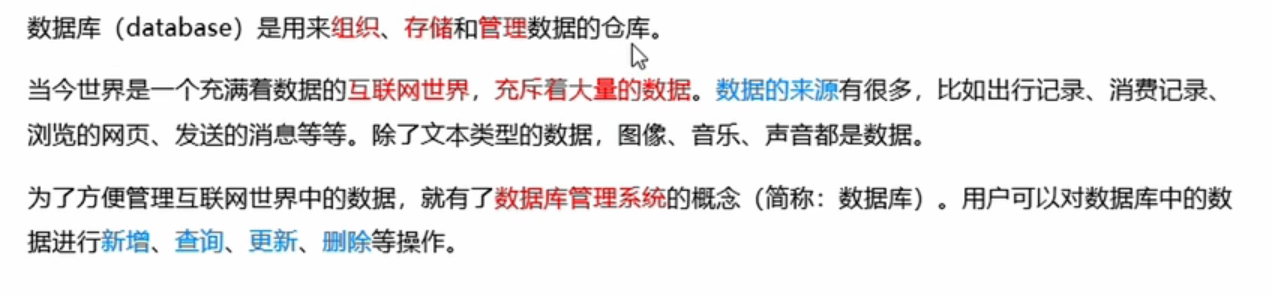 数据库（database）是用来组织、存储和管理数据的仓库。
当今世界是一个充满着数据的互联网世界，充斥着大量的数据。数据的来源有很多，比如出行记录、消费记录、
浏览的网页、发送的消息等等。除了文本类型的数据，图像、音乐、声音都是数据。
为了方便管理互联网世界中的数据，就有了数据库管理系统的概念（简称：数据库）。用户可以对数据库中的数
据进行新增、查询、更新、删除等操作。